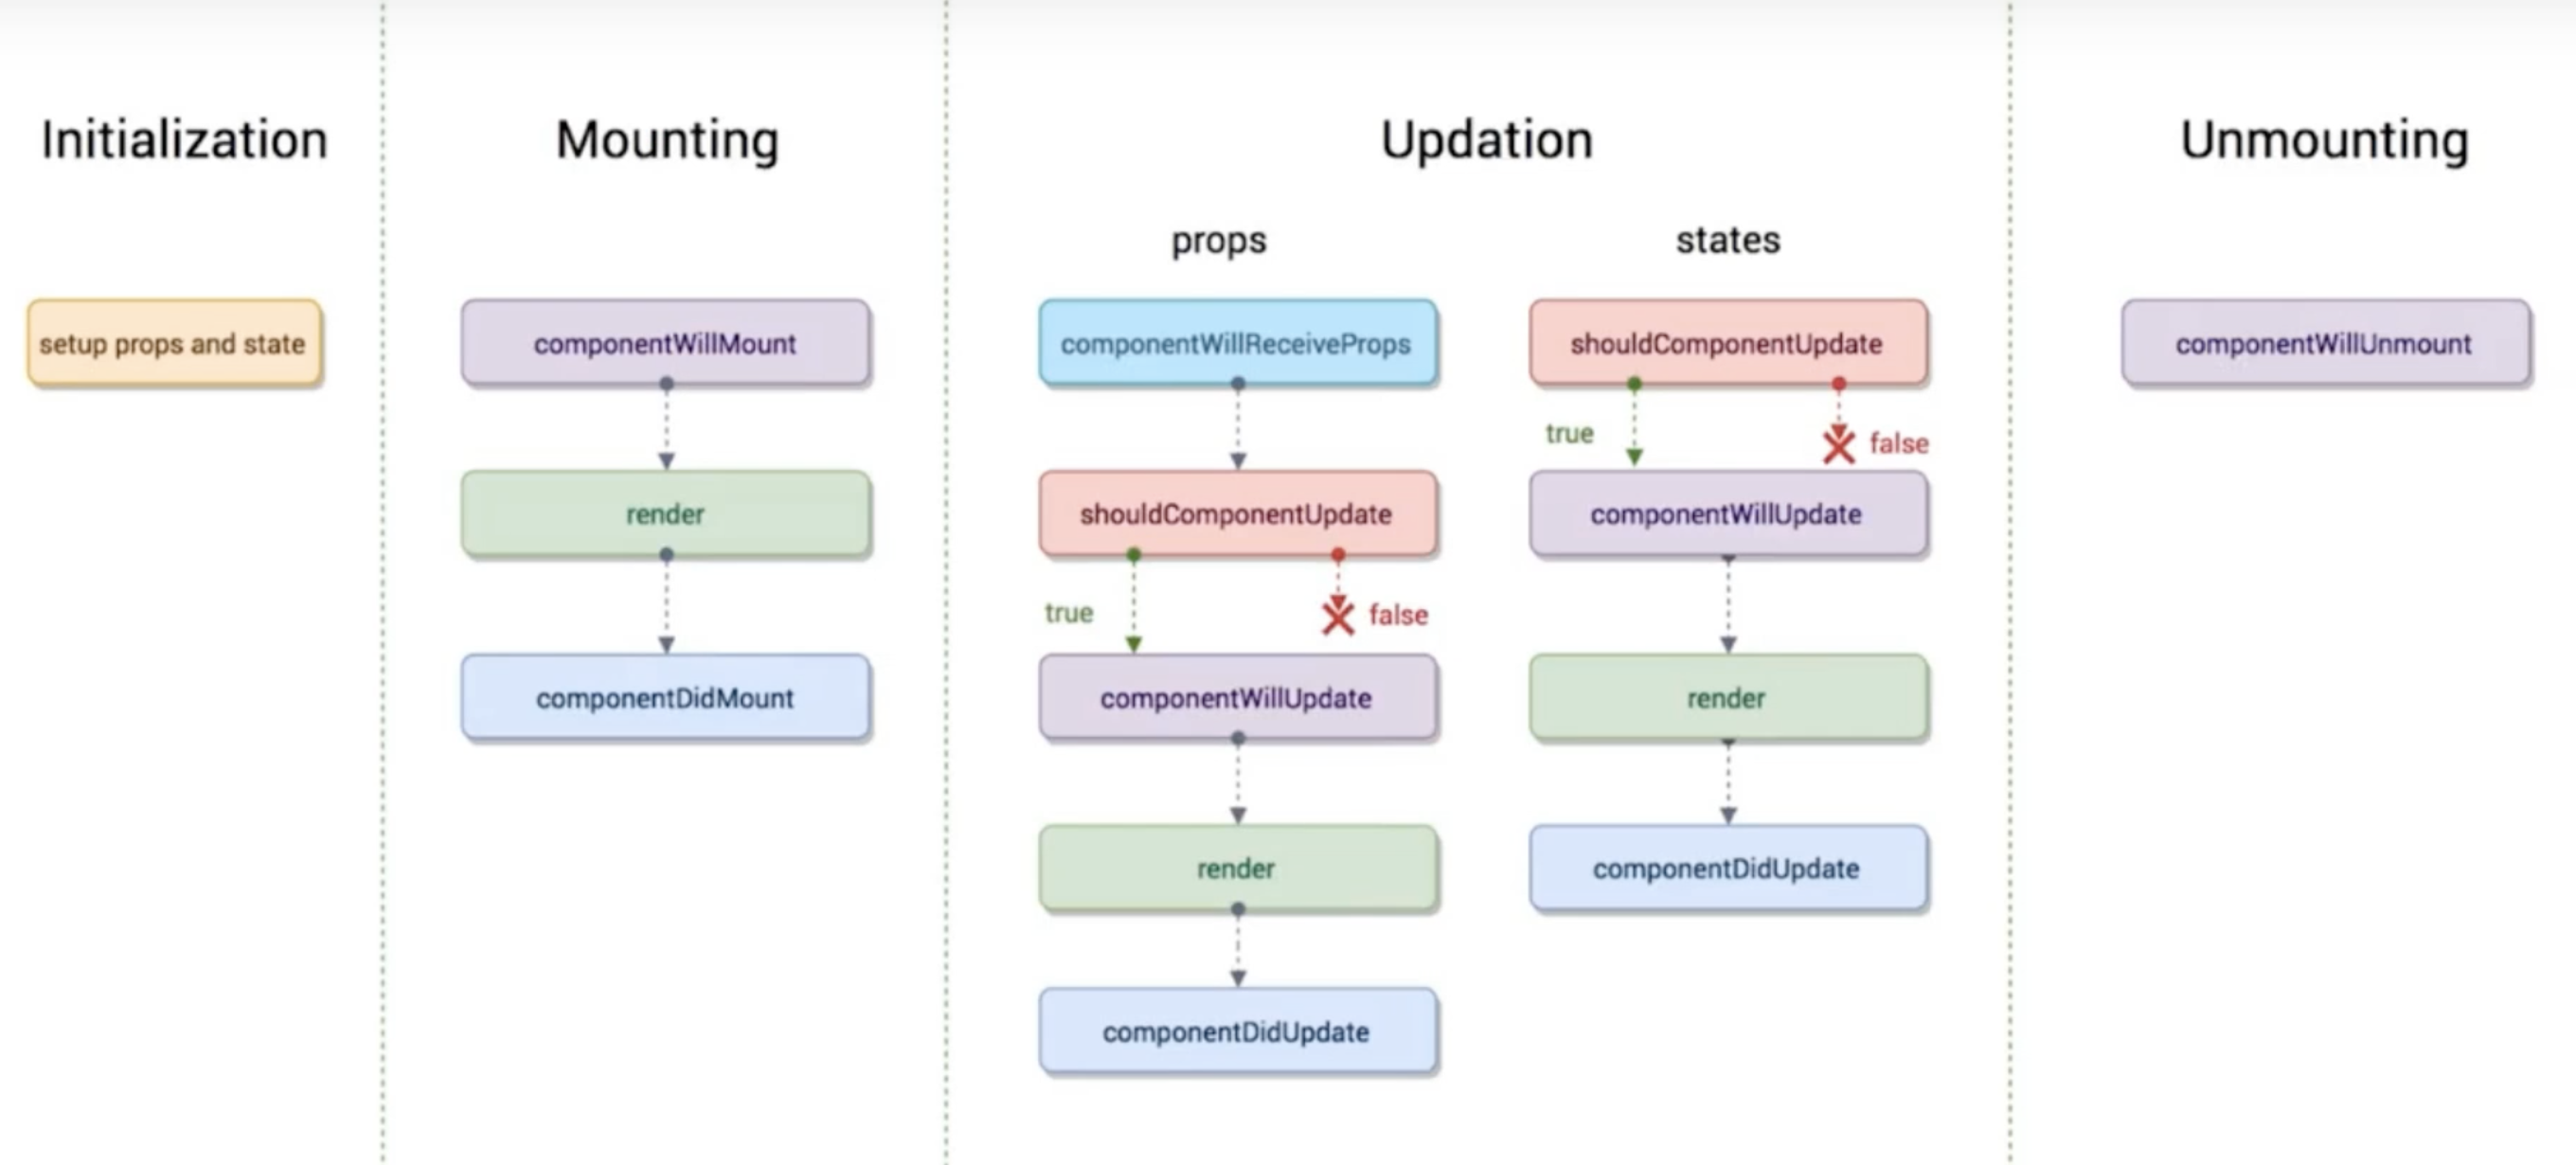 Initialization
setup props and state
Mounting
componentWillMount
render
componentDidMount
Updation
props
componentWillReceiveProps
shouldComponentUpdate
true
false
componentWillUpdate
render
componentDidUpdate
states
shouldComponentUpdate
true
false
componentWillUpdate
render
componentDidUpdate
Unmounting
componentWillUnmount